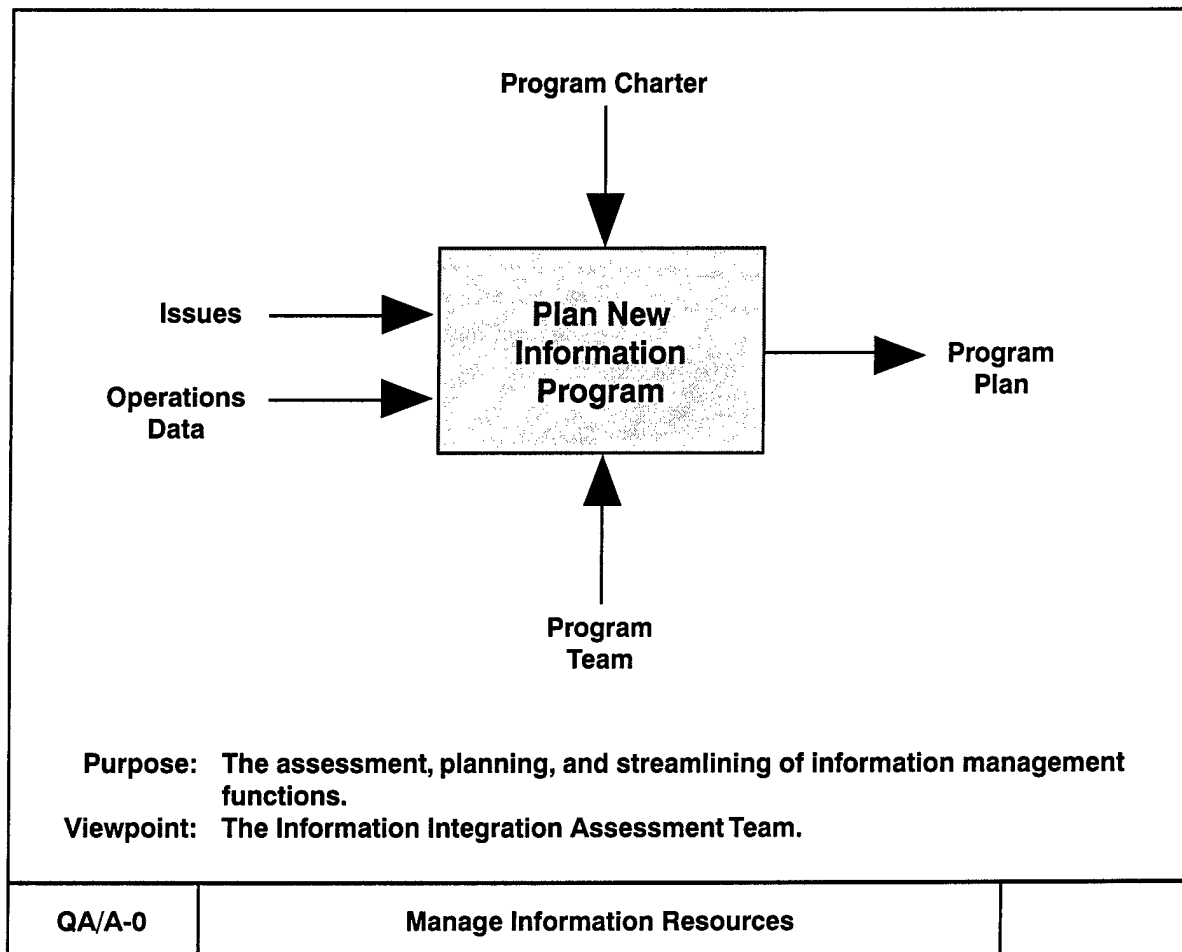 Program Charter
Issues
Operations
Data
Plan New
Information
Program
Program
Plan
Program
Team
Purpose: The assessment, planning, and streamlining of information management
functions.
Viewpoint: The Information Integration Assessment Team.
QA/A-0 Manage Information Resources